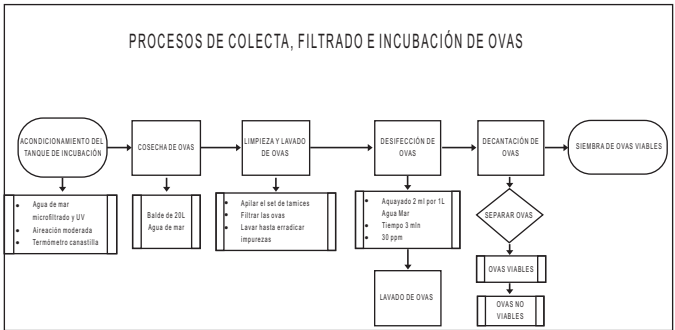 PROCESOS DE COLECTA, FILTRADO E INCUBACIÓN DE OVAS
ACONDICIONAMIENTO DEL
TANQUE DE INCUBACIÓN
COSECHA DE OVAS
LIMPIEZA Y LAVADO
DE OVAS
DESIFECCIÓN DE
OVAS
DECANTACIÓN DE
OVAS
SIEMBRA DE OVAS VIABLES
• Agua de mar
microfiltrado y UV
• Aireación moderada
• Termómetro canastilla
Balde de 20L
Agua de mar
• Apilar el set de tamices
• Filtrar las ovas
• Lavar hasta erradicar
impurezas
• Aquayado 2 ml por 1L
Agua Mar
• Tiempo 3 mln
• 30 ppm
SEPARAR OVAS
LAVADO DE OVAS
OVAS VIABLES
OVAS NO
VIABLES